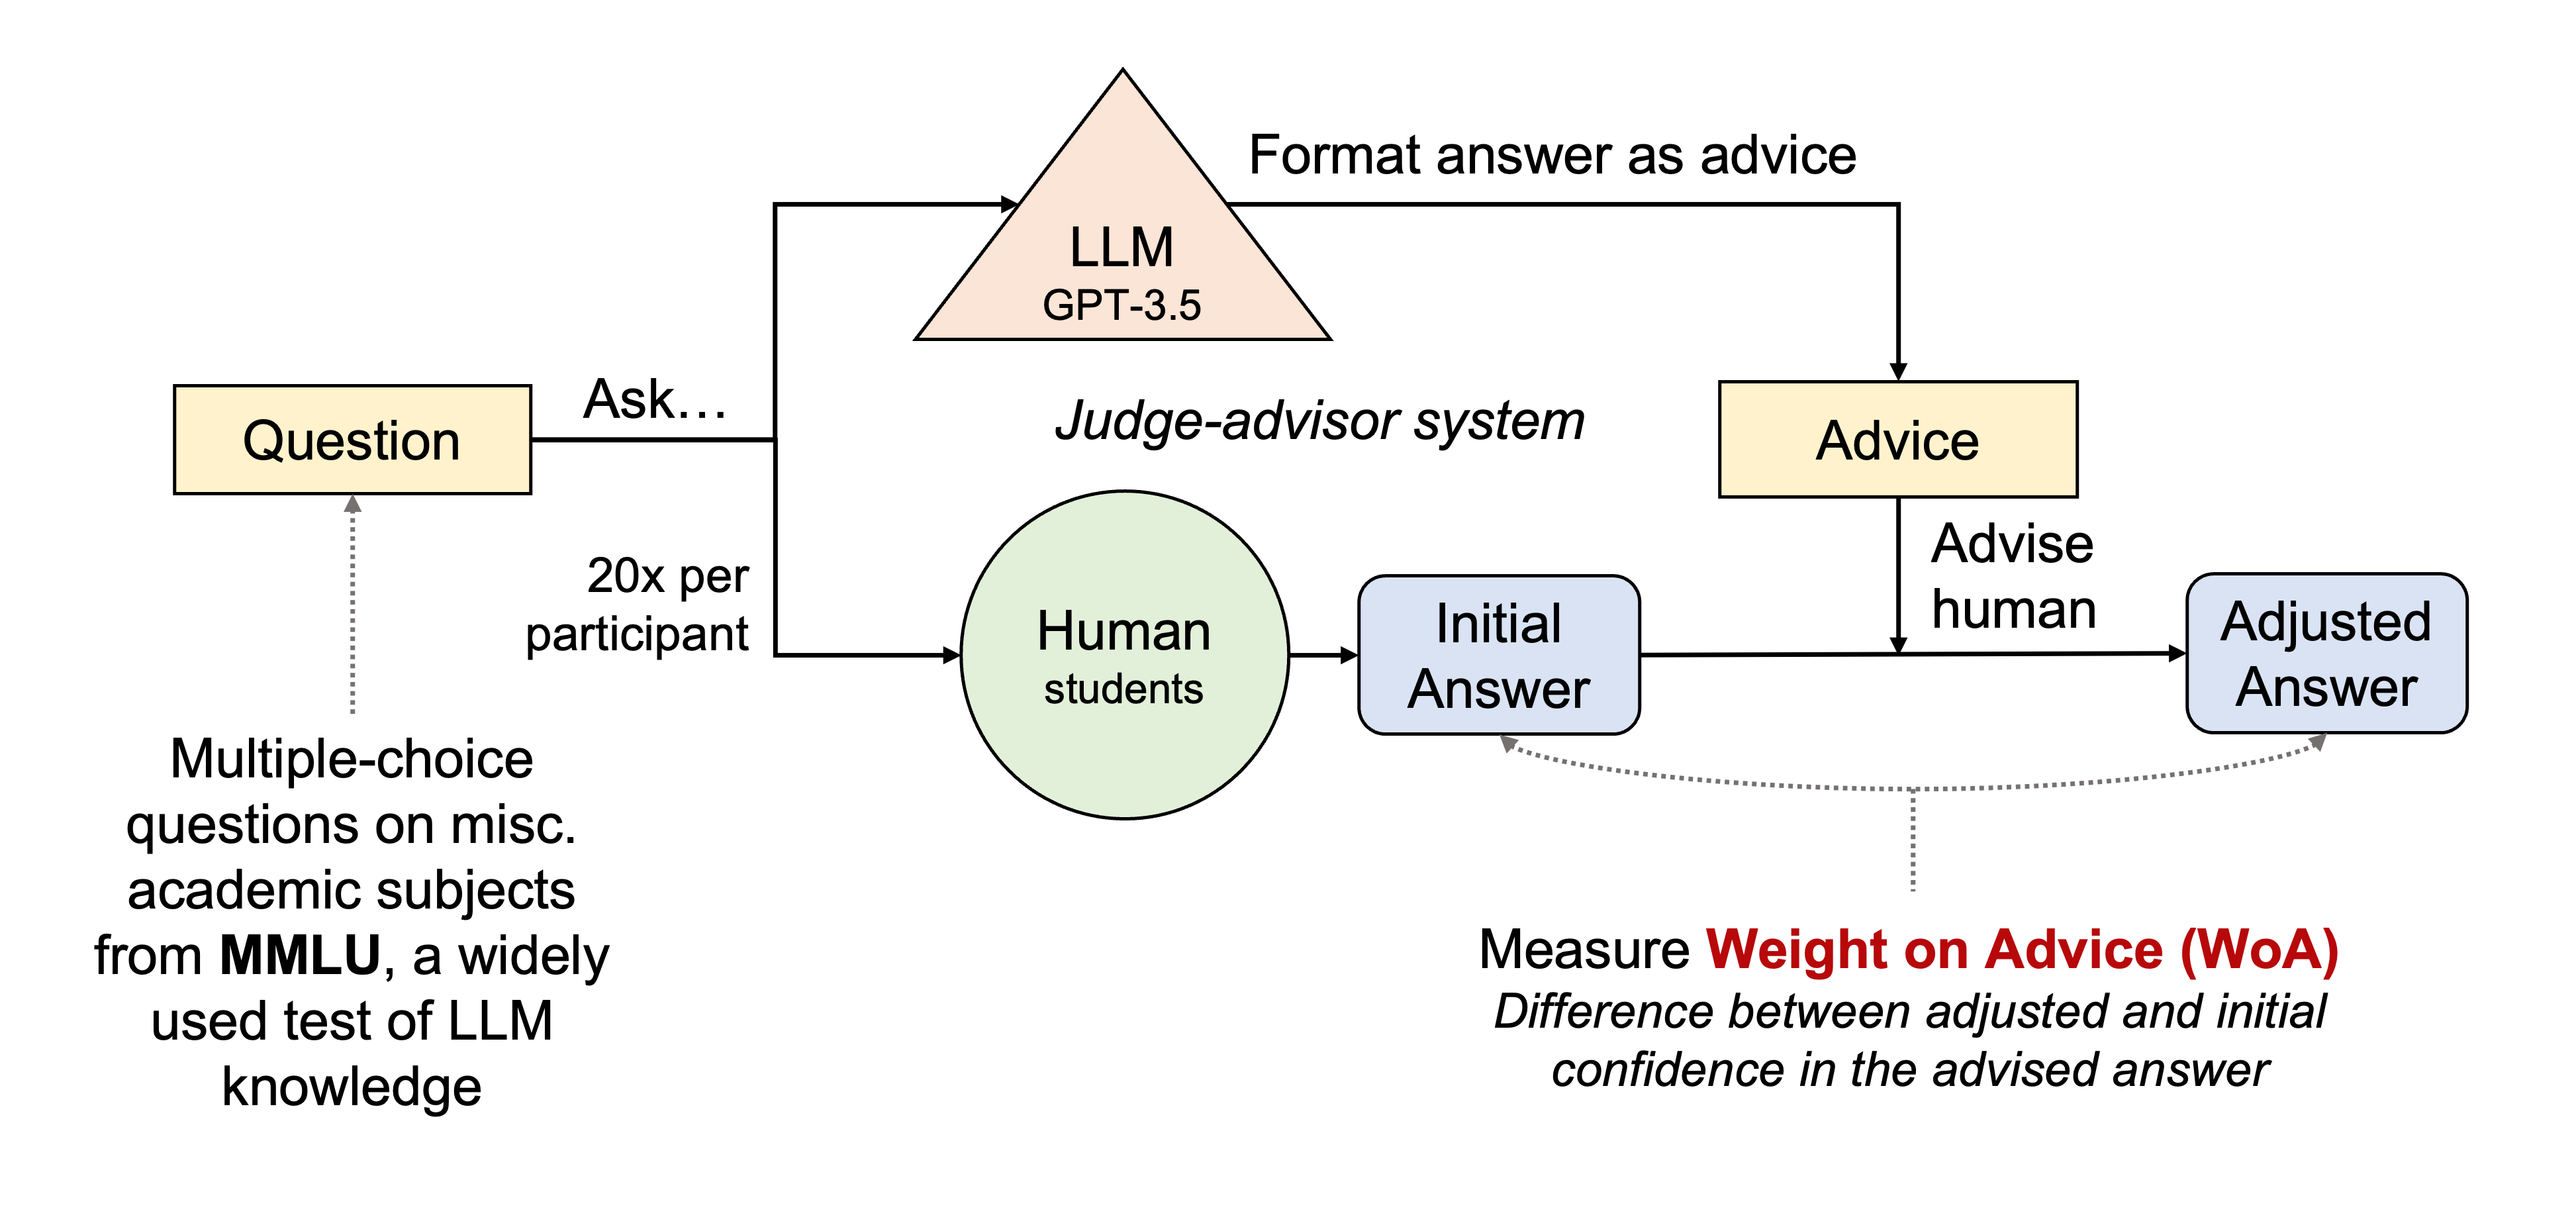 Format answer as advice
LLM
GPT-3.5
Ask…
Question
Judge-advisor system
Advice
20x per
participant
Human
students
Initial
Answer
Advise
human
Adjusted
Answer
Multiple-choice
questions on misc.
academic subjects
from MMLU, a widely
used test of LLM
knowledge
Measure Weight on Advice (WoA)
Difference between adjusted and initial
confidence in the advised answer